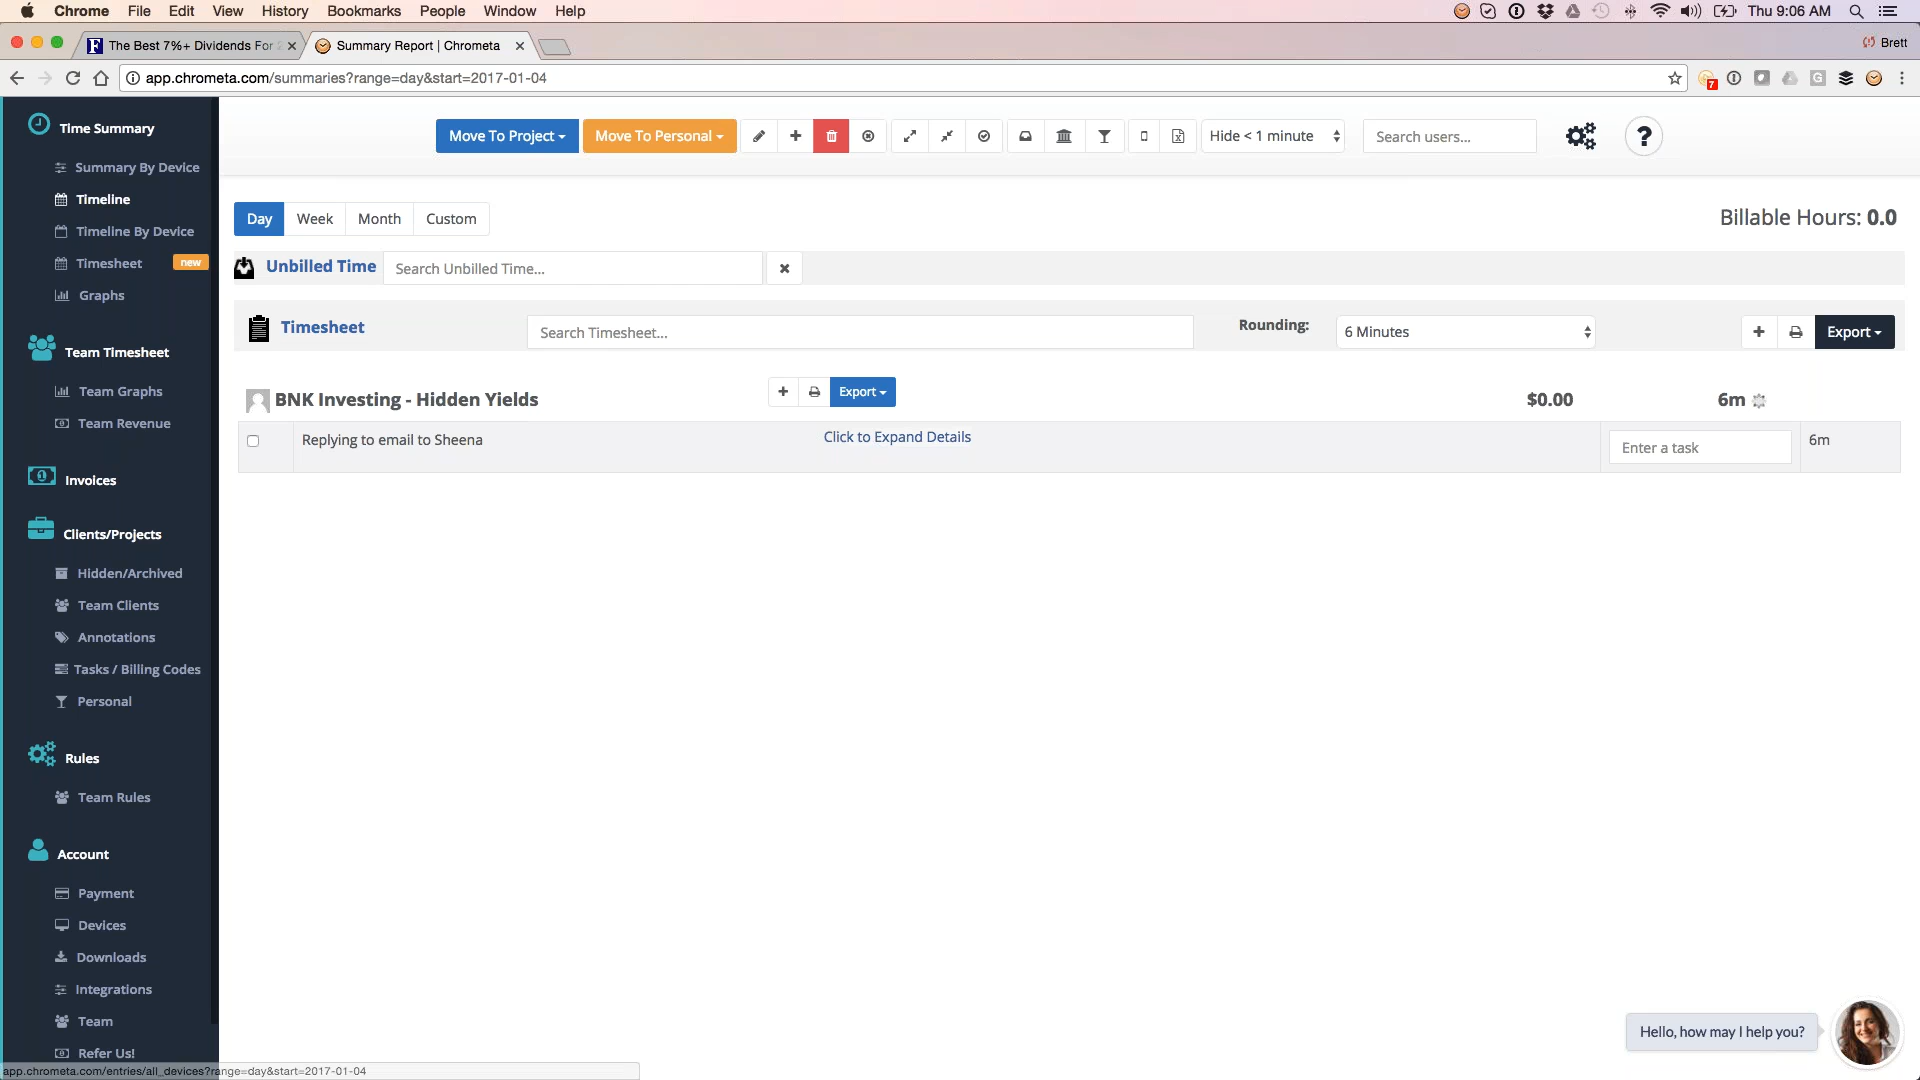 Chrome File Edit View History Bookmarks People Window Help Thu 9:06 AM
The Best 7%+ Dividends For Summary Report | Chrometa Brett
app.chrometa.com/summaries?range=day&start=2017-01-04 7 G
Time Summary
Summary By Device
Timeline
Timeline By Device
Timesheet new
Graphs
Team Timesheet
Team Graphs
Team Revenue
Invoices
Clients/Projects
Hidden/Archived
Team Clients
Annotations
Tasks / Billing Codes
Personal
Rules
Team Rules
Account
Payment
Devices
Downloads
Integrations
Team
Refer Us!
app.chrometa.com/entries/all_devices?range=day&start=2017-01-04
Move To Project Move To Personal Hide < 1 minute Search users... ?
Day Week Month Custom Billable Hours: 0.0
Unbilled Time Search Unbilled Time...
Timesheet Search Timesheet... Rounding: 6 Minutes Export
BNK Investing - Hidden Yields Export $0.00 6m
Replying to email to Sheena Click to Expand Details Enter a task 6m
Hello, how may I help you?